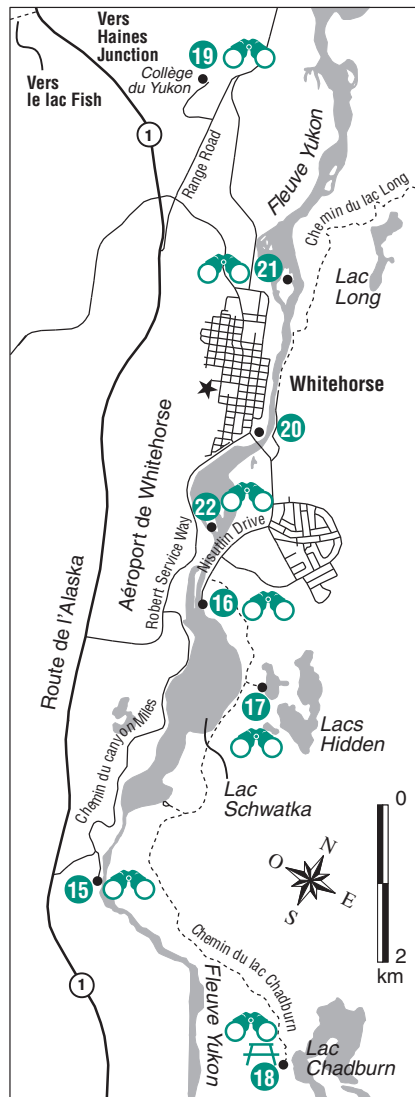 Vers
Haines
Junction
Vers
le lac Fish
19
Collège
du Yukon
1
Range Road
Fleuve Yukon
Chemin du lac Long
21
Lac
Long
Whitehorse
20
Aéroport de Whitehorse
22
Robert Service Way
Nisutlin Drive
Route de l'Alaska
16
17
Lacs
Hidden
Chemin du canyon Miles
Lac
Schwatka
0
N
O
E
S
2
km
15
Chemin du lac Chadburn
1
Fleuve Yukon
18
Lac
Chadburn